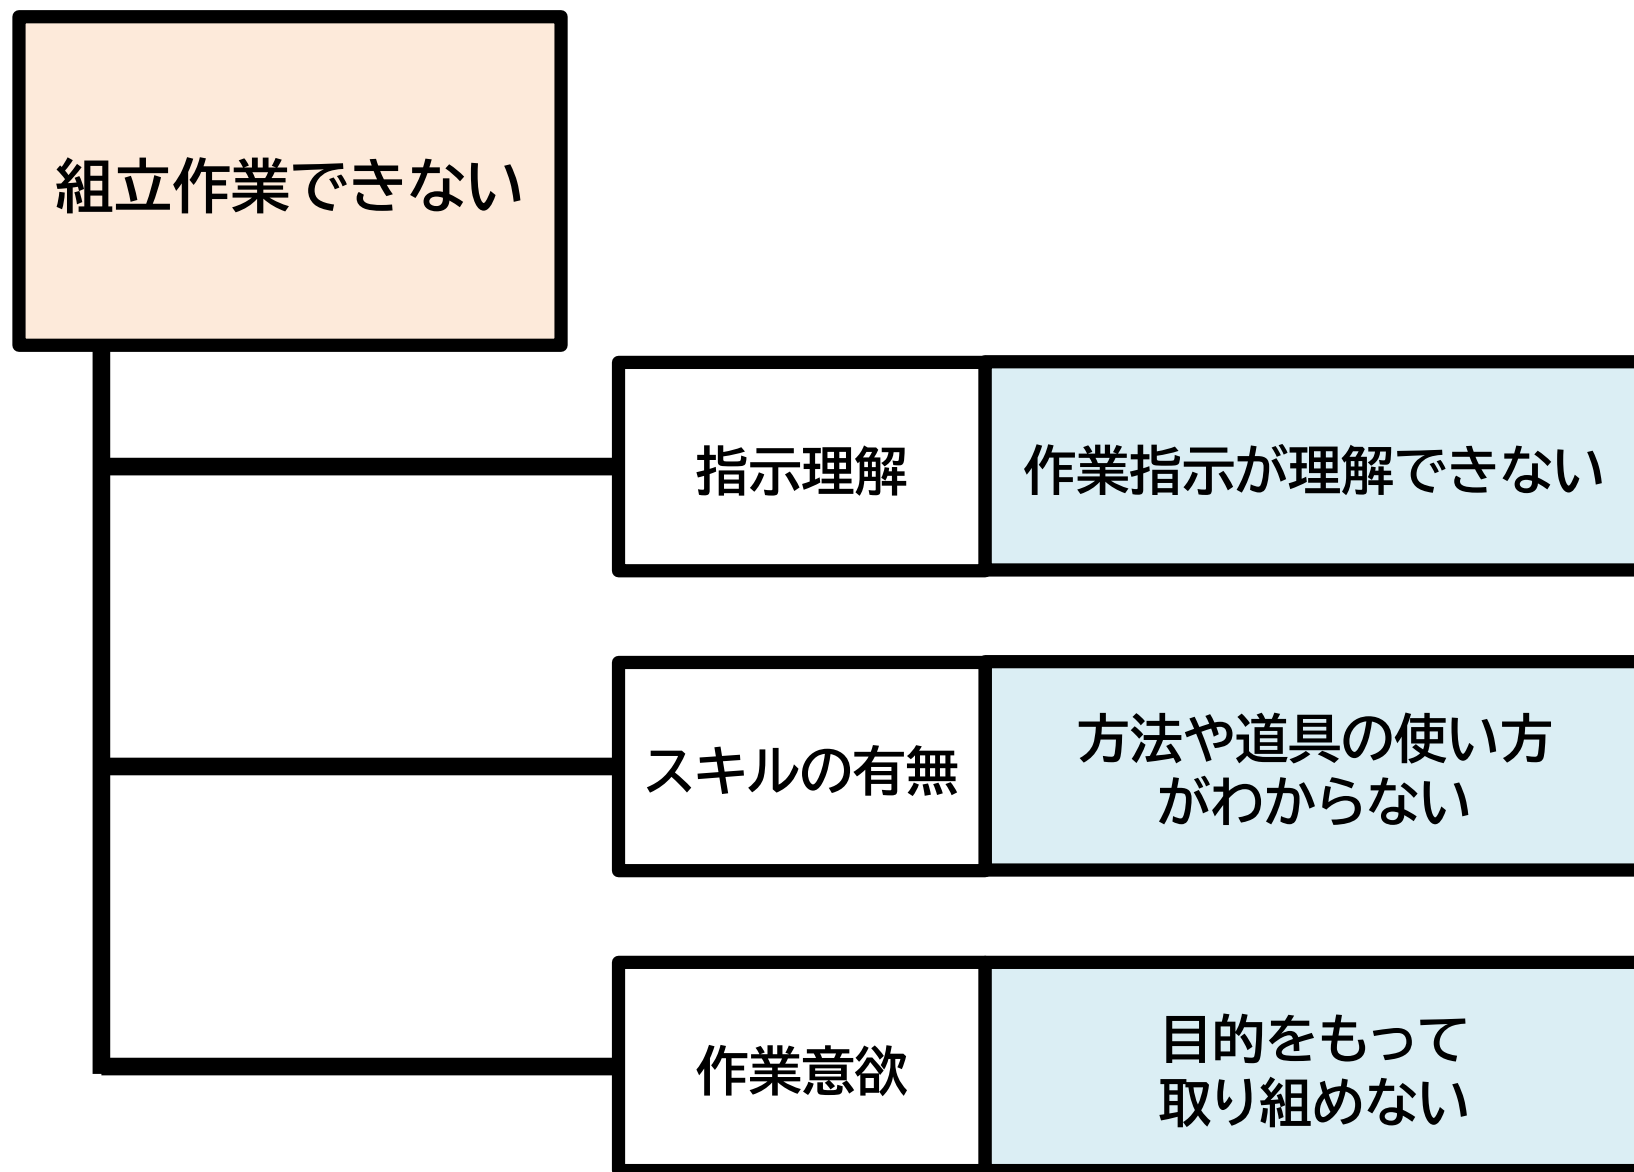 組立作業できない
指示理解
作業指示が理解できない
スキルの有無
方法や道具の使い方
がわからない
作業意欲
目的をもって
取り組めない